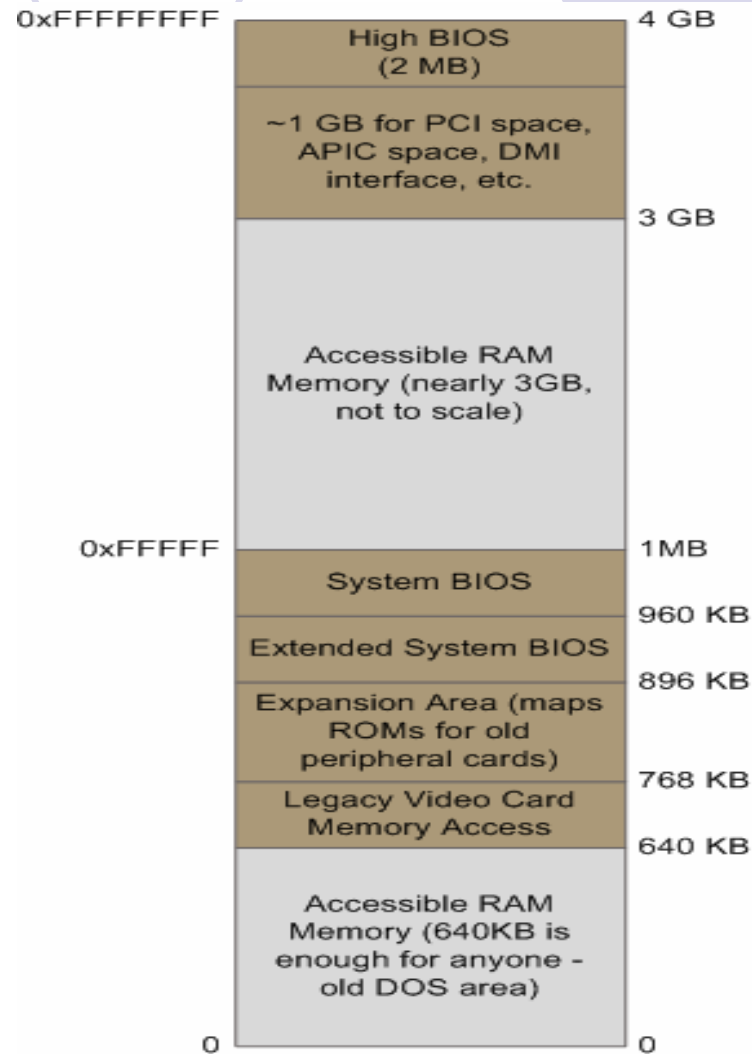 0xFFFFFFFF
4 GB
High BIOS
(2 MB)
~1 GB for PCI space,
APIC space, DMI
interface, etc.
3 GB
Accessible RAM
Memory (nearly 3GB,
not to scale)
0xFFFFF
1MB
System BIOS
960 KB
Extended System BIOS
896 KB
Expansion Area (maps
ROMs for old
peripheral cards)
768 KB
Legacy Video Card
Memory Access
640 KB
Accessible RAM
Memory (640KB is
enough for anyone -
old DOS area)
0
0